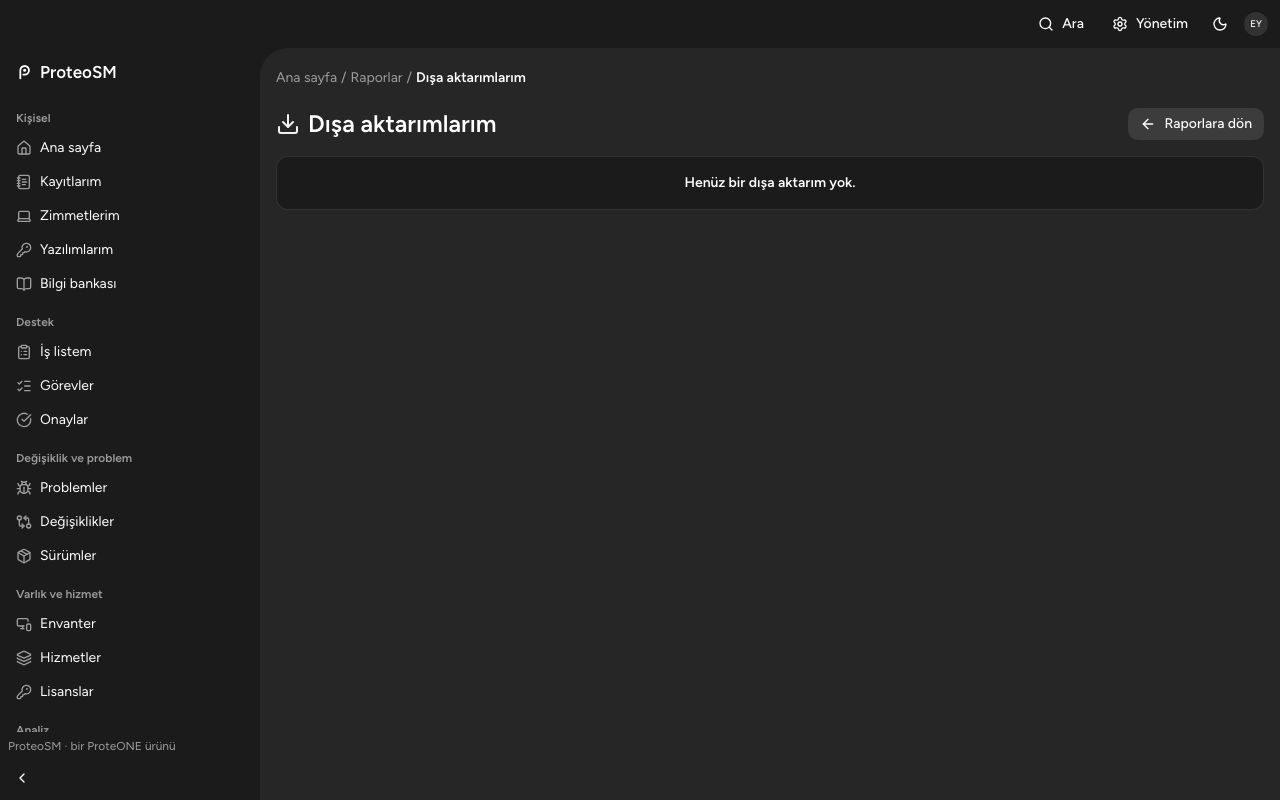 Ara
Yönetim
EY
ProteoSM
Kişisel
Ana sayfa
Kayıtlarım
Zimmetlerim
Yazılımlarım
Bilgi bankası
Destek
İş listem
Görevler
Onaylar
Değişiklik ve problem
Problemler
Değişiklikler
Sürümler
Varlık ve hizmet
Envanter
Hizmetler
Lisanslar
Analiz
ProteoSM · bir ProteONE ürünü
Ana sayfa / Raporlar / Dışa aktarımlarım
Dışa aktarımlarım
Raporlara dön
Henüz bir dışa aktarım yok.